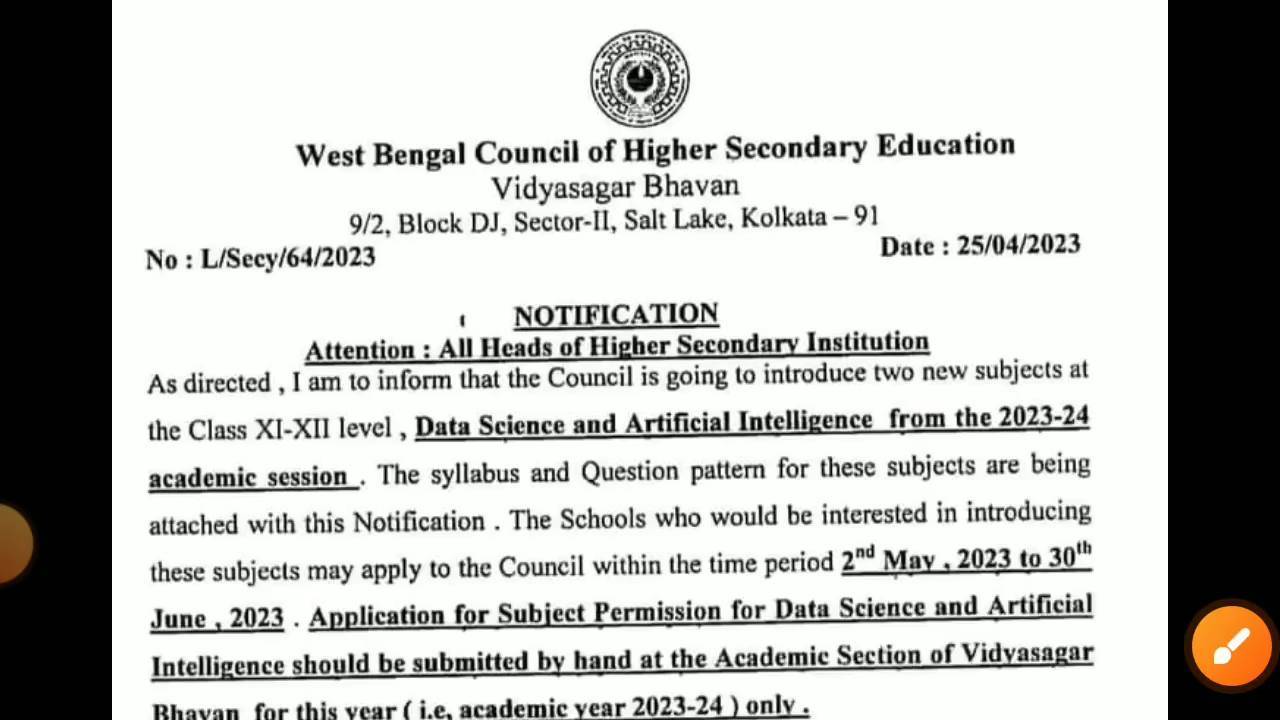 West Bengal Council of Higher Secondary Education
Vidyasagar Bhavan
9/2, Block DJ, Sector-II, Salt Lake, Kolkata – 91
No : L/Secy/64/2023
Date : 25/04/2023
NOTIFICATION
Attention : All Heads of Higher Secondary Institution
As directed , I am to inform that the Council is going to introduce two new subjects at
the Class XI-XII level , Data Science and Artificial Intelligence from the 2023-24
academic session . The syllabus and Question pattern for these subjects are being
attached with this Notification . The Schools who would be interested in introducing
these subjects may apply to the Council within the time period 2nd May , 2023 to 30th
June , 2023 . Application for Subject Permission for Data Science and Artificial
Intelligence should be submitted by hand at the Academic Section of Vidyasagar
Bhavan for this year ( i.e, academic year 2023-24 ) only .